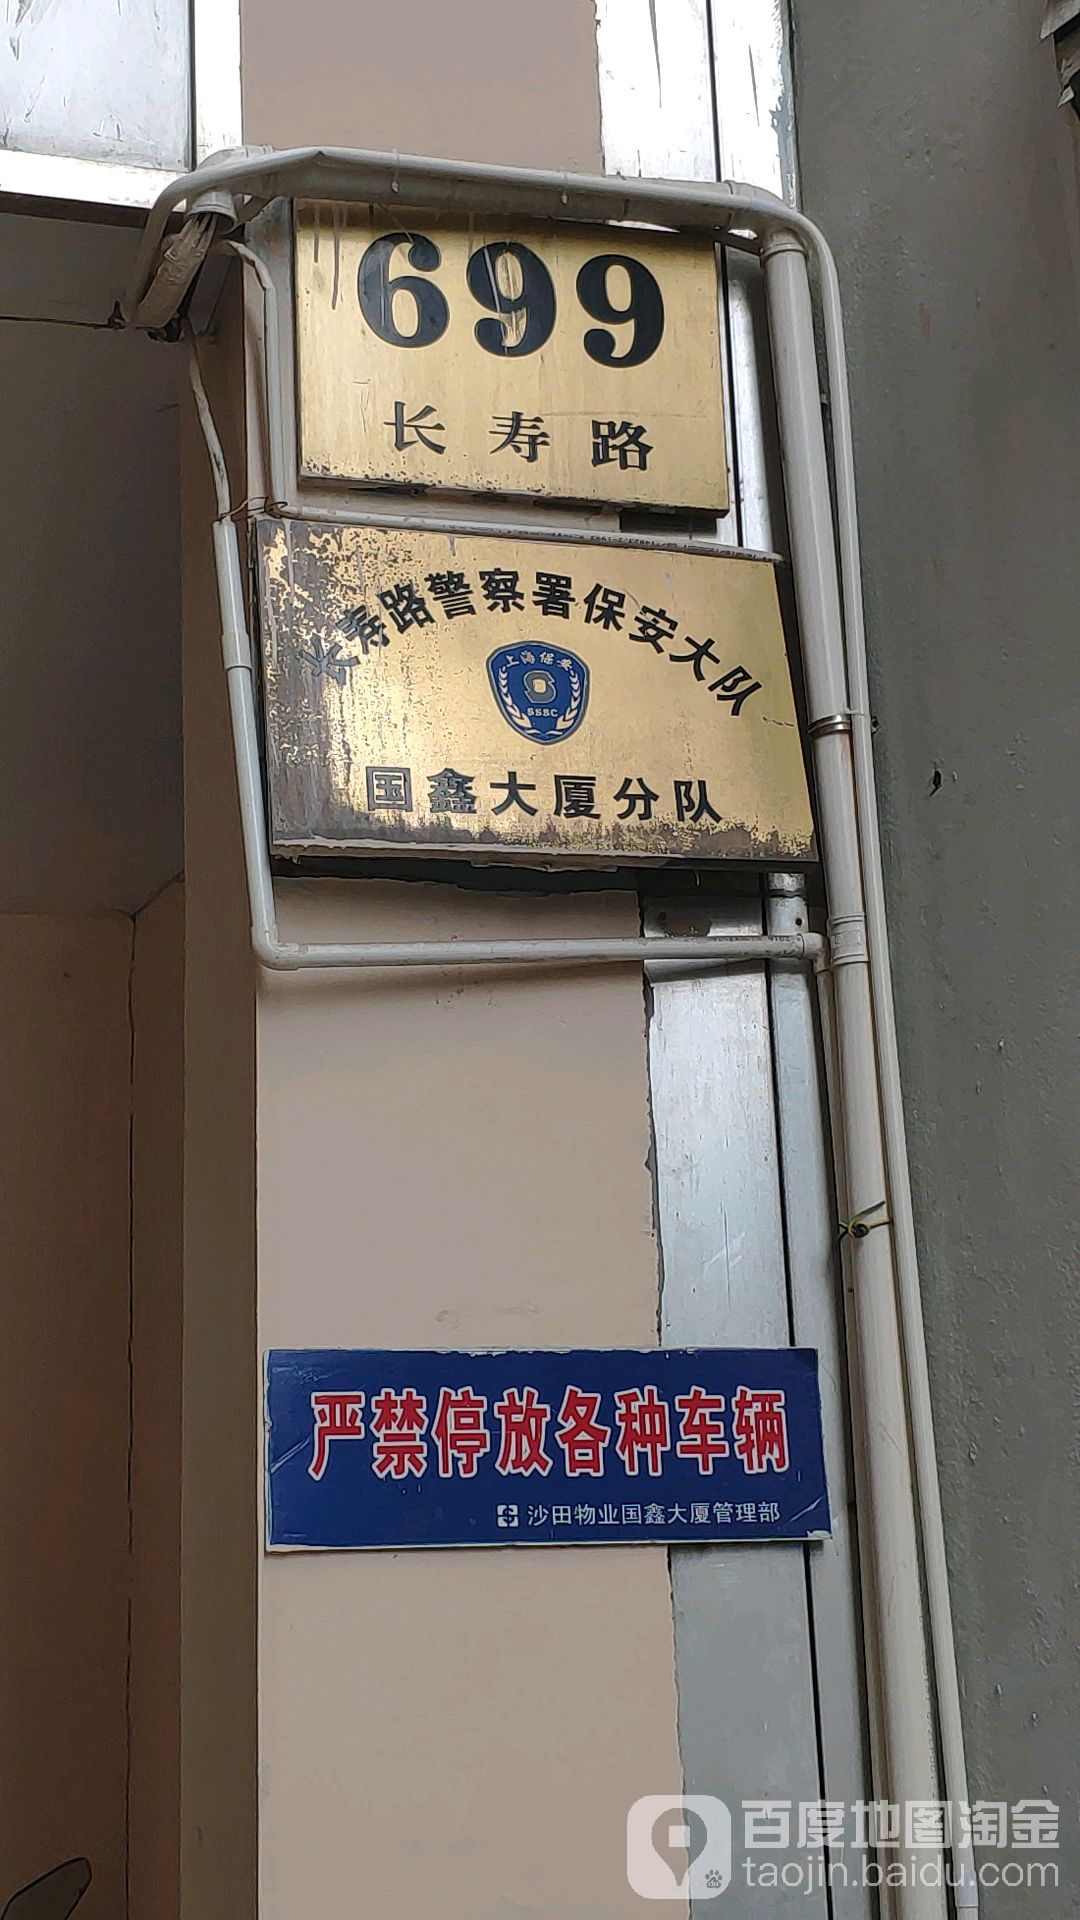 699
长寿路
长寿路警察署保安大队
上海保安
SSSC
国鑫大厦分队
严禁停放各种车辆
沙田物业国鑫大厦管理部
百度地图淘金
taojin.baidu.com